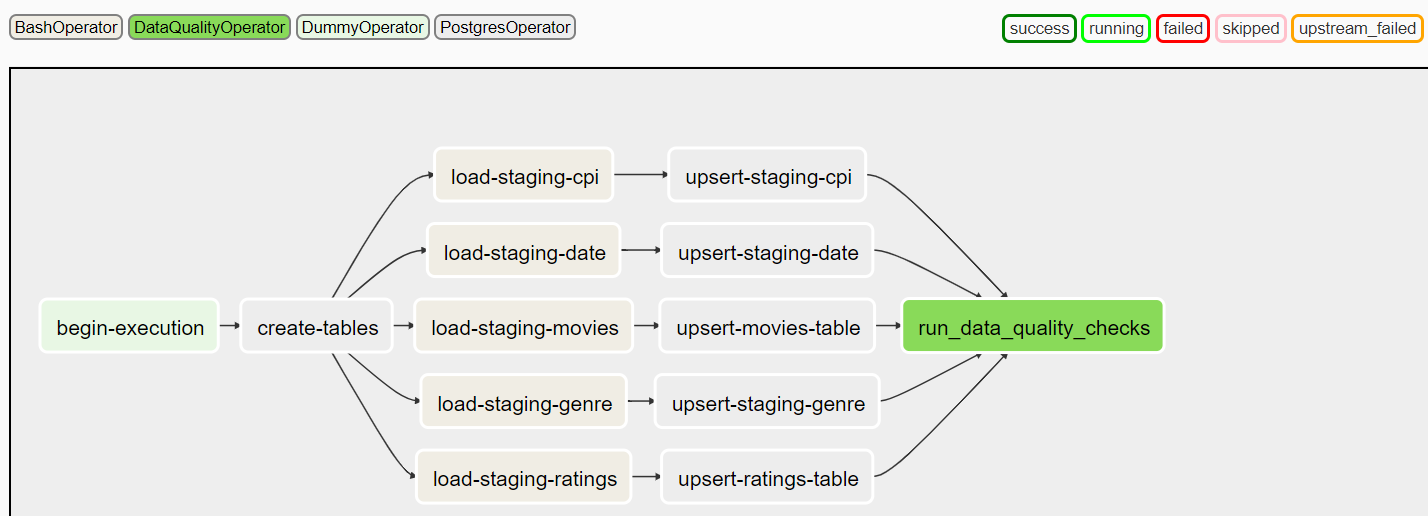 BashOperator DataQualityOperator DummyOperator PostgresOperator success running failed skipped upstream_failed
load-staging-cpi upsert-staging-cpi
load-staging-date upsert-staging-date
begin-execution create-tables load-staging-movies upsert-movies-table run_data_quality_checks
load-staging-genre upsert-staging-genre
load-staging-ratings upsert-ratings-table